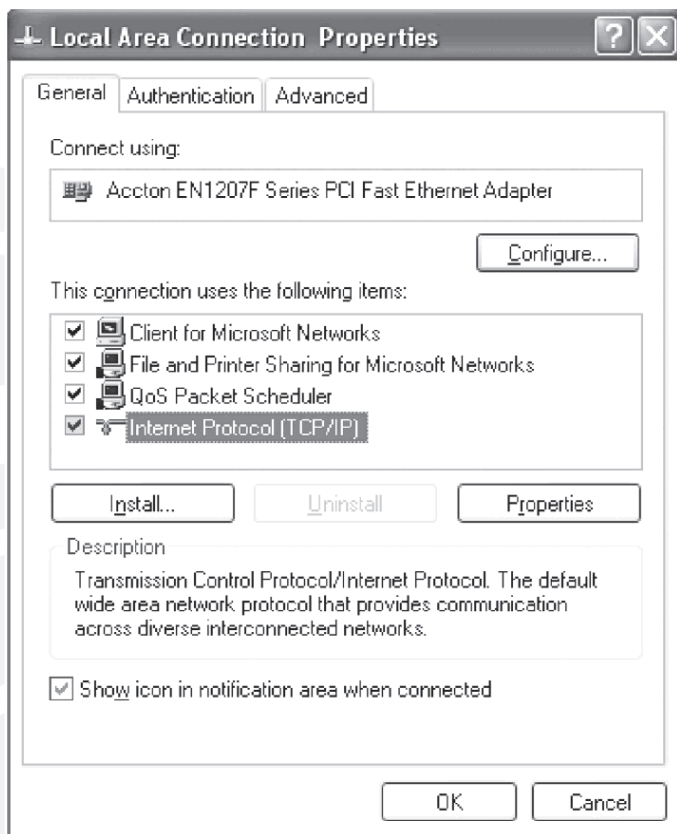 Local Area Connection Properties
General
Authentication
Advanced
Connect using:
Accton EN1207F Series PCI Fast Ethernet Adapter
Configure...
This connection uses the following items:
Client for Microsoft Networks
File and Printer Sharing for Microsoft Networks
QoS Packet Scheduler
Internet Protocol (TCP/IP)
Install...
Uninstall
Properties
Description
Transmission Control Protocol/Internet Protocol. The default
wide area network protocol that provides communication
across diverse interconnected networks.
Show icon in notification area when connected
OK
Cancel